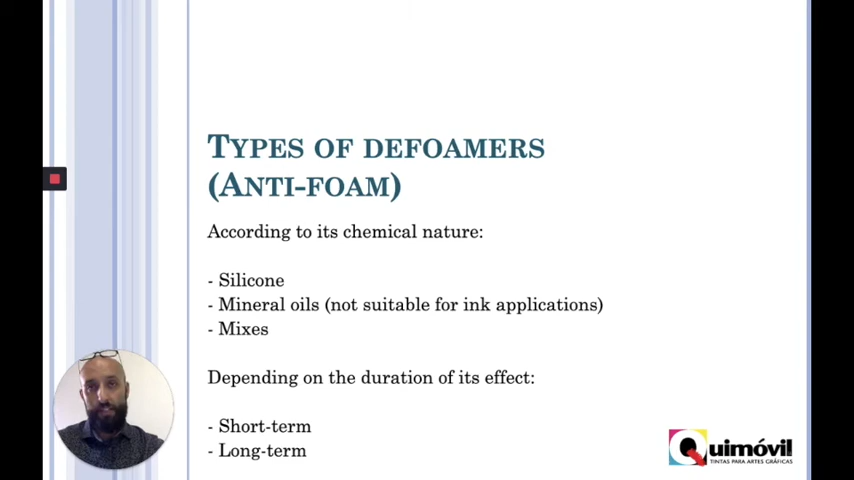 TYPES OF DEFOAMERS
(ANTI-FOAM)
According to its chemical nature:
- Silicone
- Mineral oils (not suitable for ink applications)
- Mixes
Depending on the duration of its effect:
- Short-term
- Long-term
Quimóvil
TINTAS PARA ARTES GRÁFICAS